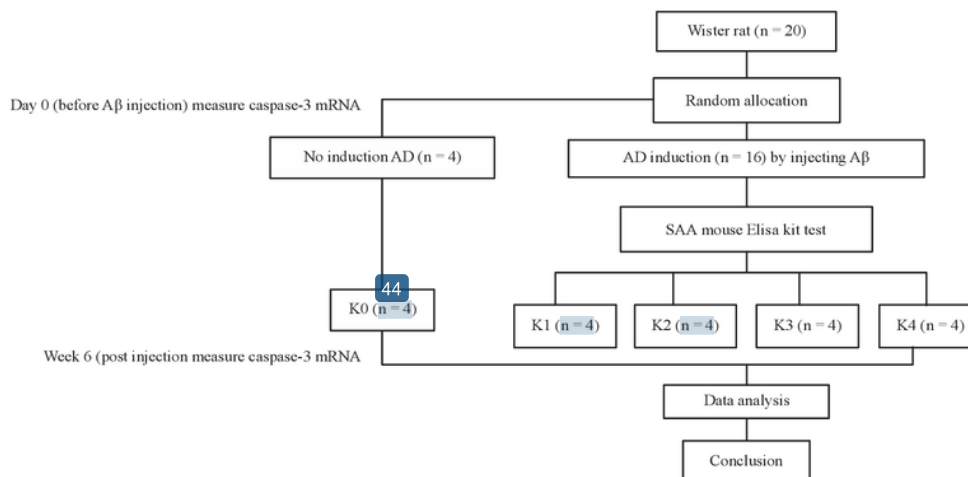 Wister rat (n = 20)
Day 0 (before Aβ injection) measure caspase-3 mRNA
Random allocation
No induction AD (n = 4)
AD induction (n = 16) by injecting Aβ
SAA mouse Elisa kit test
44
K0 (n = 4)
K1 (n = 4)
K2 (n = 4)
K3 (n = 4)
K4 (n = 4)
Week 6 (post injection measure caspase-3 mRNA
Data analysis
Conclusion